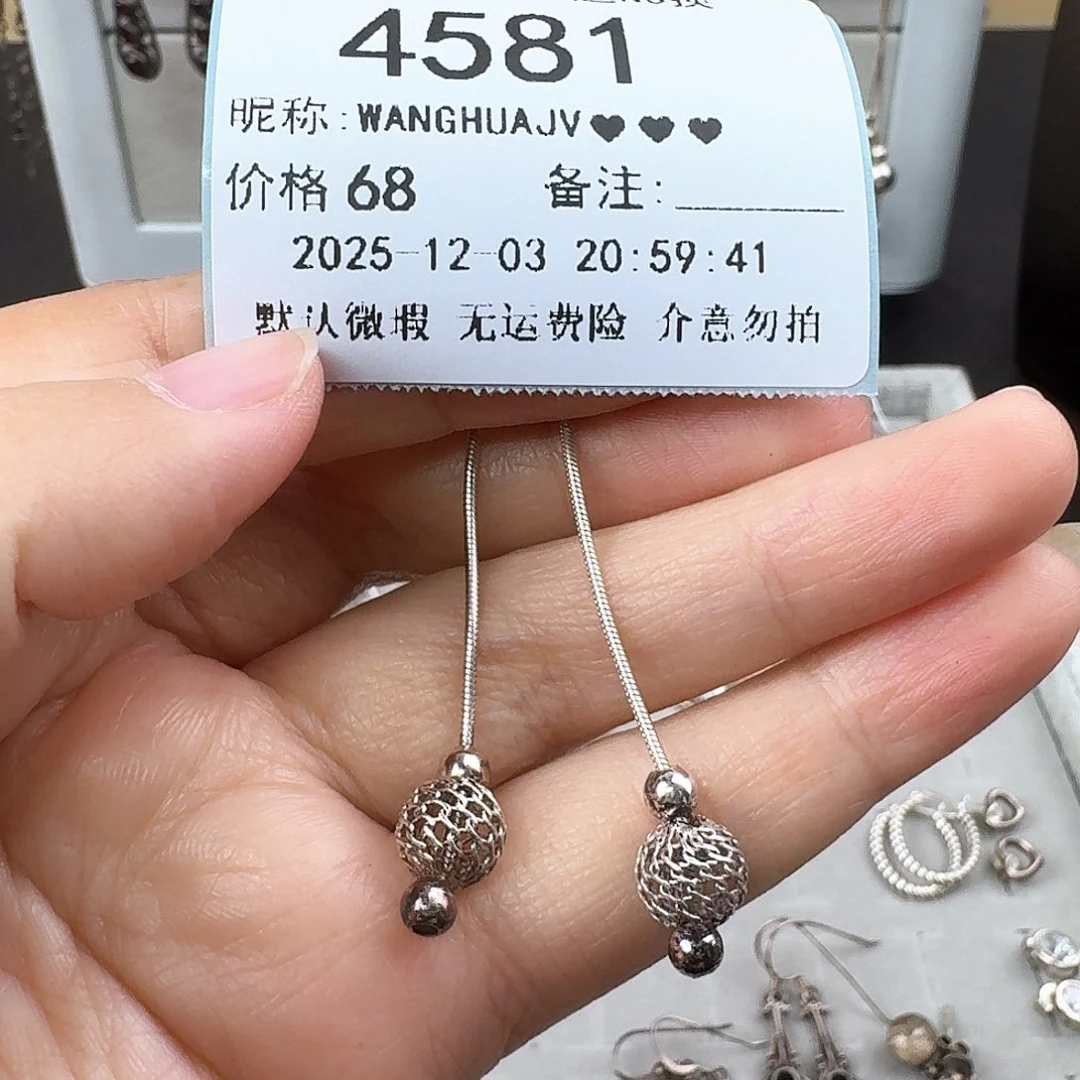 4581
昵称:WANGHUAJV♥♥♥
价格 68 备注:________
2025-12-03 20:59:41
默认微瑕 无运费险 介意勿拍